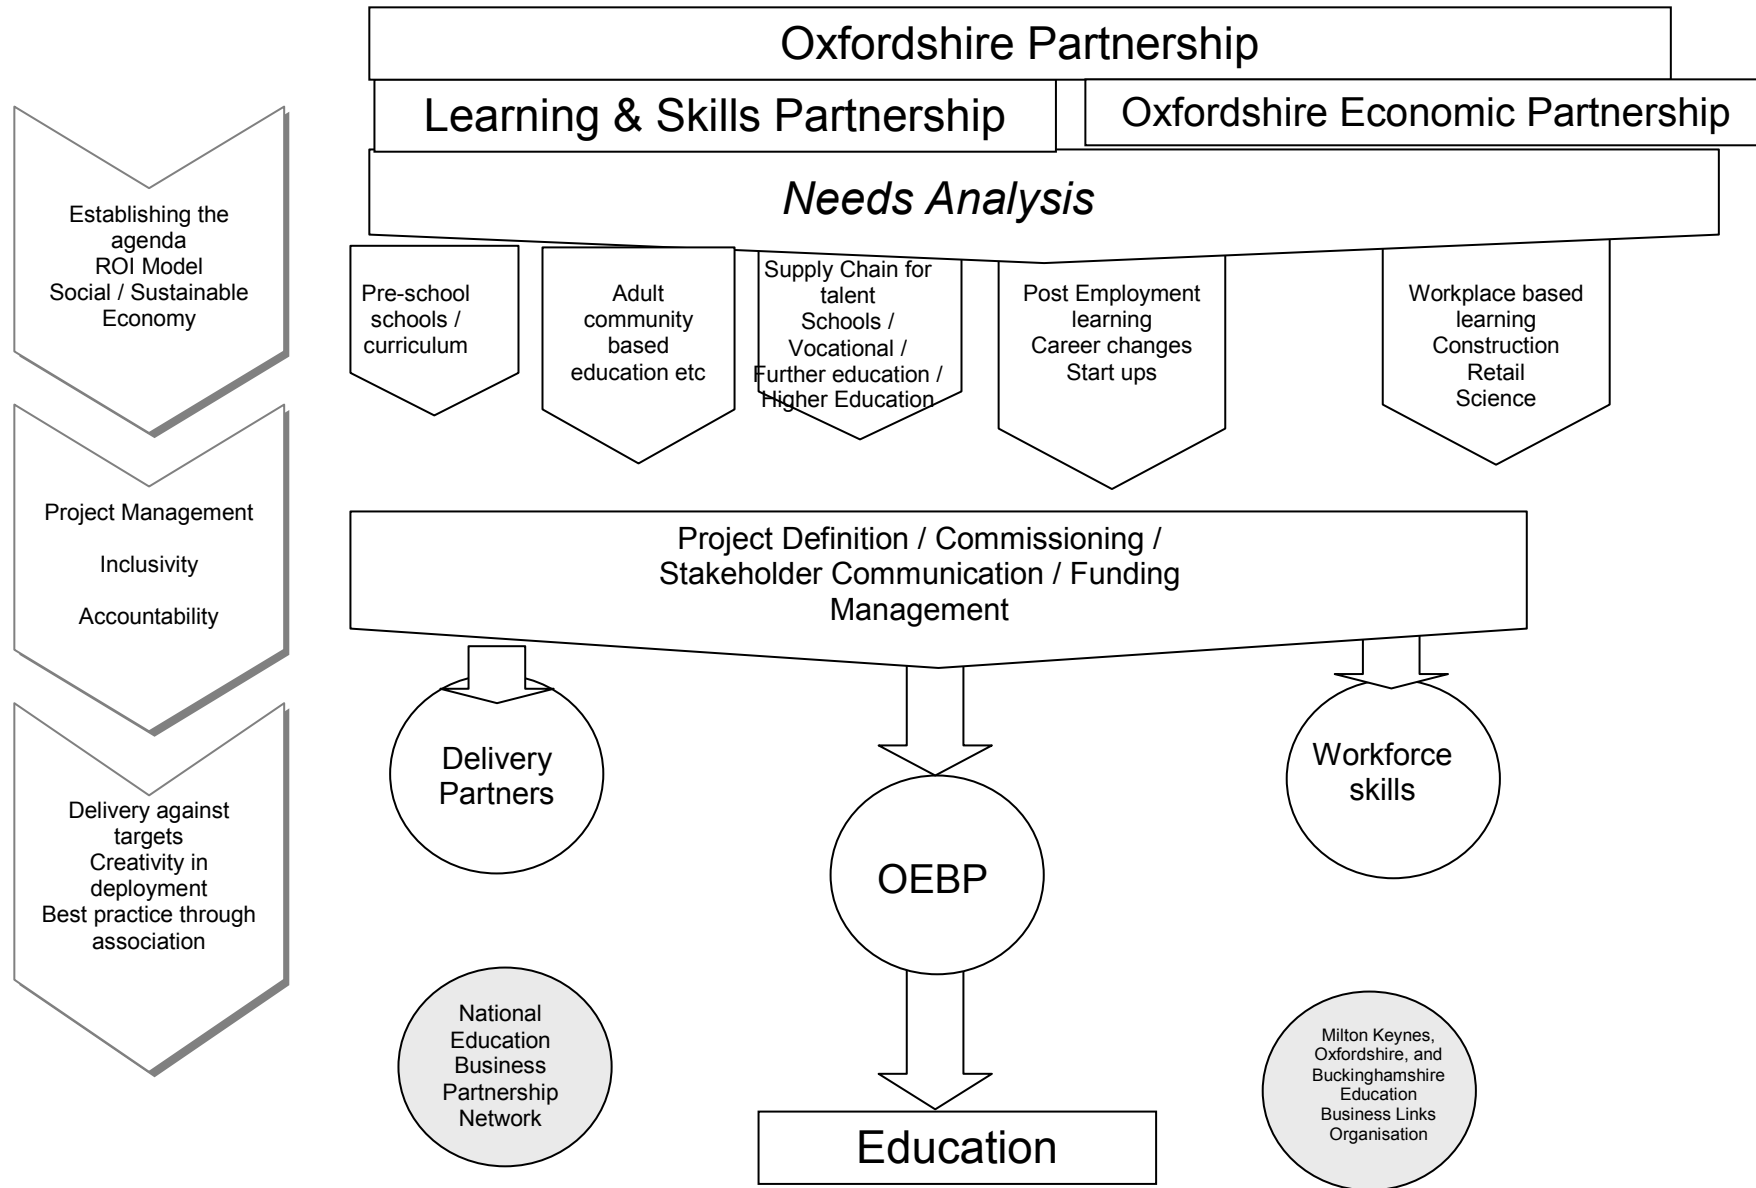 Oxfordshire Partnership
Learning & Skills Partnership
Oxfordshire Economic Partnership
Needs Analysis
Establishing the
agenda
ROI Model
Social / Sustainable
Economy
Pre-school
schools /
curriculum
Adult
community
based
education etc
Supply Chain for
talent
Schools /
Vocational /
Further education /
Higher Education
Post Employment
learning
Career changes
Start ups
Workplace based
learning
Construction
Retail
Science
Project Management
Inclusivity
Accountability
Project Definition / Commissioning /
Stakeholder Communication / Funding
Management
Delivery against
targets
Creativity in
deployment
Best practice through
association
Delivery
Partners
OEBP
Workforce
skills
National
Education
Business
Partnership
Network
Milton Keynes,
Oxfordshire, and
Buckinghamshire
Education
Business Links
Organisation
Education